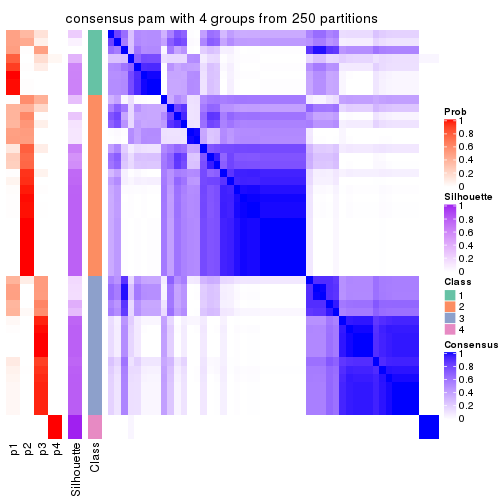 consensus pam with 4 groups from 250 partitions
Prob
1
0.8
0.6
0.4
0.2
0
Silhouette
1
0.8
0.6
0.4
0.2
0
Class
1
2
3
4
Consensus
1
0.8
0.6
0.4
0.2
0
p1
p2
p3
p4
Silhouette
Class